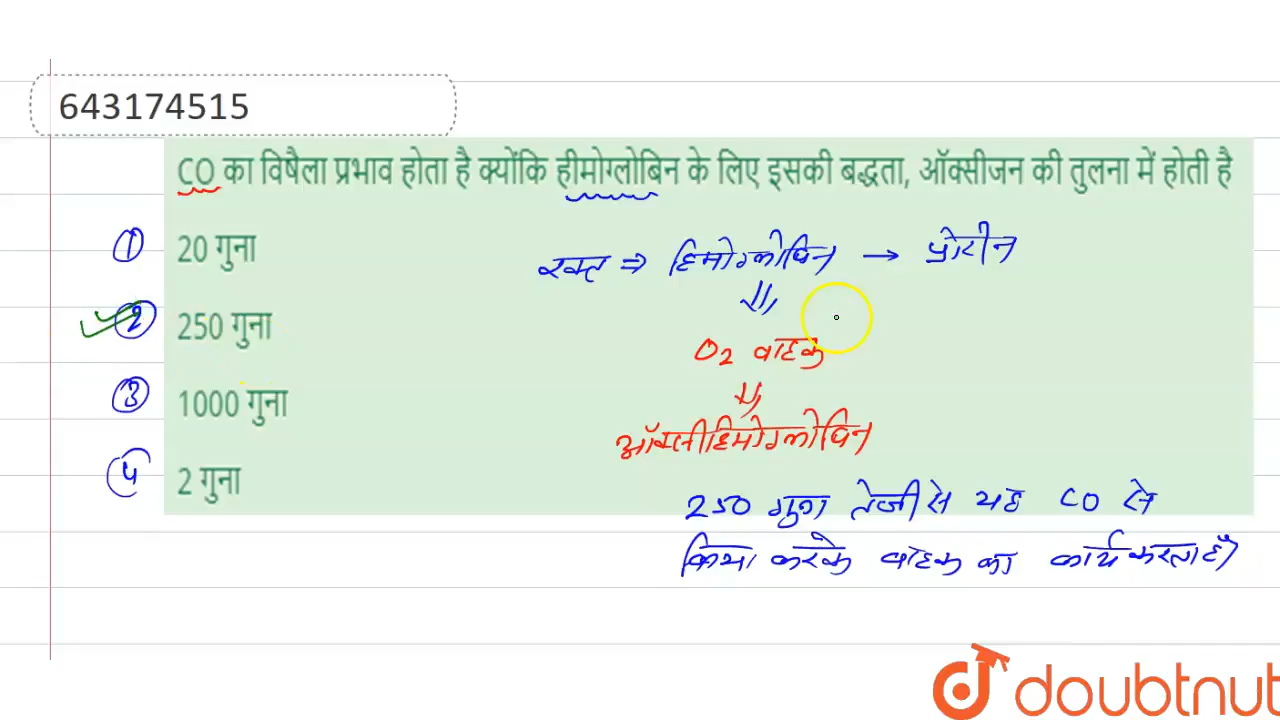 643174515
CO का विषैला प्रभाव होता है क्योंकि हीमोग्लोबिन के लिए इसकी बद्धता, ऑक्सीजन की तुलना में होती है
① 20 गुना
② 250 गुना
③ 1000 गुना
④ 2 गुना
रक्त ⇒ हिमोग्लोबिन → प्रोटीन
O2 वाहक
ऑक्सीहिमोग्लोबिन
250 गुना तेजी से यह CO से
क्रिया करके वाहक का कार्य करता है
doubtnut